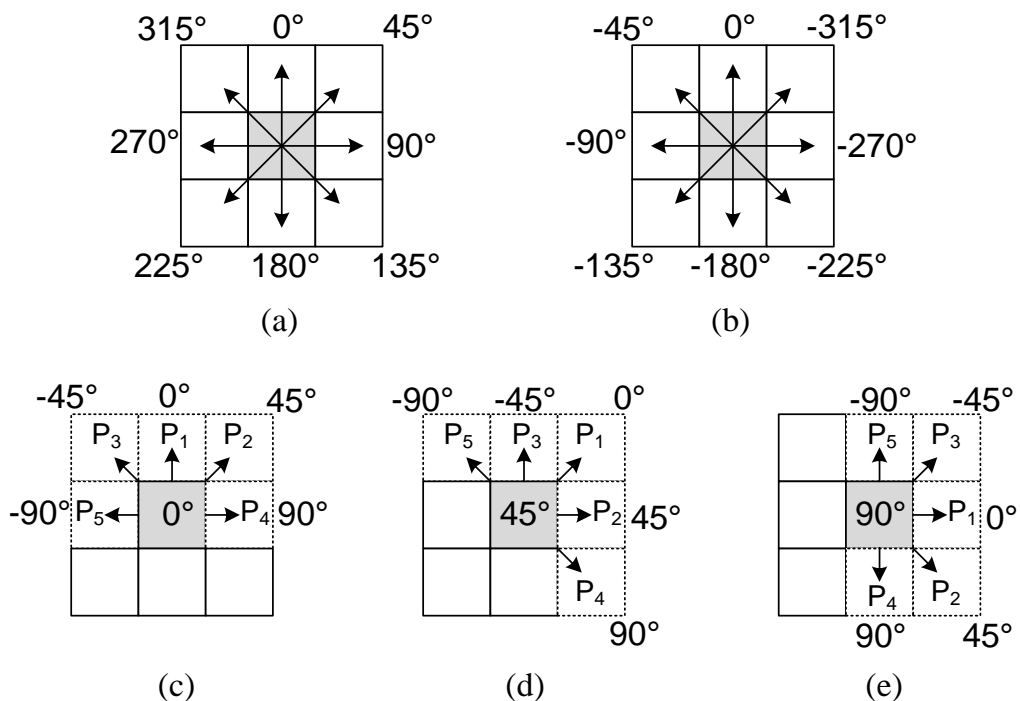 315° 0° 45°
270° 90°
225° 180° 135°
(a)
-45° 0° -315°
-90° -270°
-135° -180° -225°
(b)
-45° 0° 45°
P₃ P₁ P₂
-90° P₅ 0° P₄ 90°
(c)
-90° -45° 0°
P₅ P₃ P₁
45° P₂ 45°
P₄
90°
(d)
-90° -45°
P₅ P₃
90° P₁ 0°
P₄ P₂
90° 45°
(e)